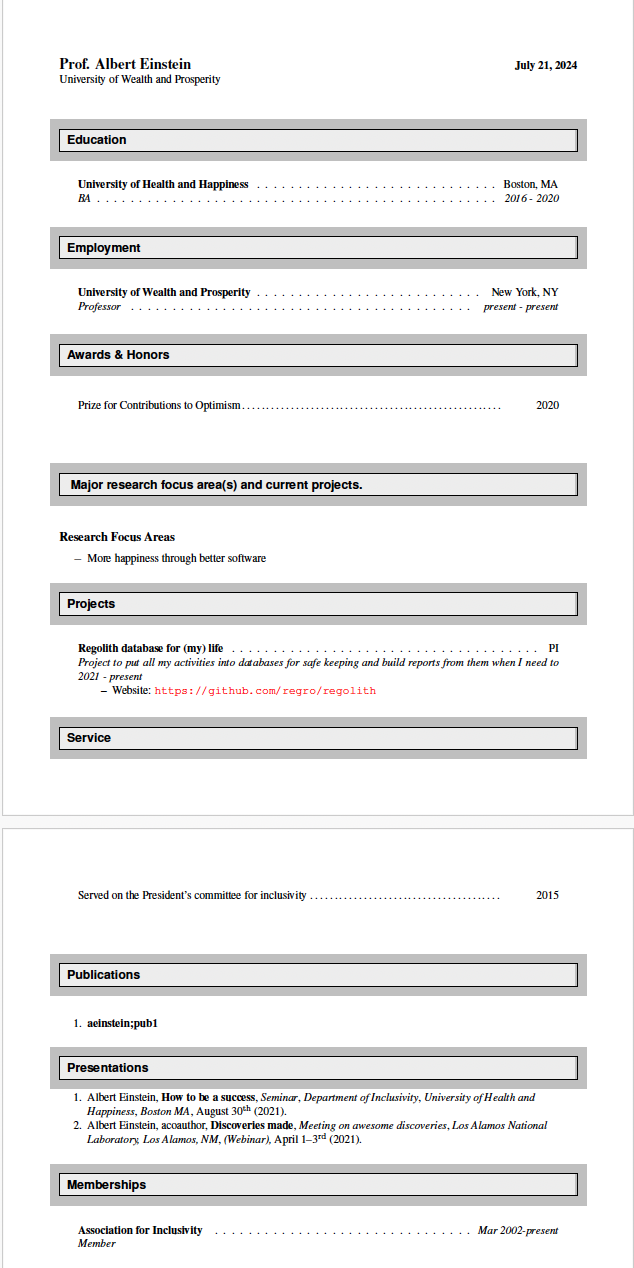 Prof. Albert Einstein July 21, 2024
University of Wealth and Prosperity
Education
University of Health and Happiness . . . . . . . . . . . . . . . . . . . . . . . . . . . . . Boston, MA
BA . . . . . . . . . . . . . . . . . . . . . . . . . . . . . . . . . . . . . . . . . . . . . . . . 2016 - 2020
Employment
University of Wealth and Prosperity . . . . . . . . . . . . . . . . . . . . . . . . . . . New York, NY
Professor . . . . . . . . . . . . . . . . . . . . . . . . . . . . . . . . . . . . . . . . . present - present
Awards & Honors
Prize for Contributions to Optimism.................................................... 2020
Major research focus area(s) and current projects.
Research Focus Areas
– More happiness through better software
Projects
Regolith database for (my) life . . . . . . . . . . . . . . . . . . . . . . . . . . . . . . . . . . . . . PI
Project to put all my activities into databases for safe keeping and build reports from them when I need to
2021 - present
– Website: https://github.com/regro/regolith
Service
Served on the President's committee for inclusivity ...................................... 2015
Publications
1. aeinstein;pub1
Presentations
1. Albert Einstein, How to be a success, Seminar, Department of Inclusivity, University of Health and
Happiness, Boston MA, August 30th (2021).
2. Albert Einstein, acoauthor, Discoveries made, Meeting on awesome discoveries, Los Alamos National
Laboratory, Los Alamos, NM, (Webinar), April 1–3rd (2021).
Memberships
Association for Inclusivity . . . . . . . . . . . . . . . . . . . . . . . . . . . . . . . Mar 2002-present
Member